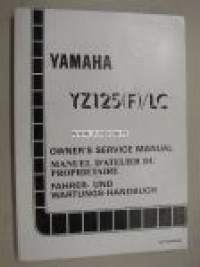 YAMAHA
YZ125(F)/LC
OWNER'S SERVICE MANUAL
MANUEL D'ATELIER DU
PROPRIETAIRE
FAHRER- UND
WARTUNGS-HANDBUCH